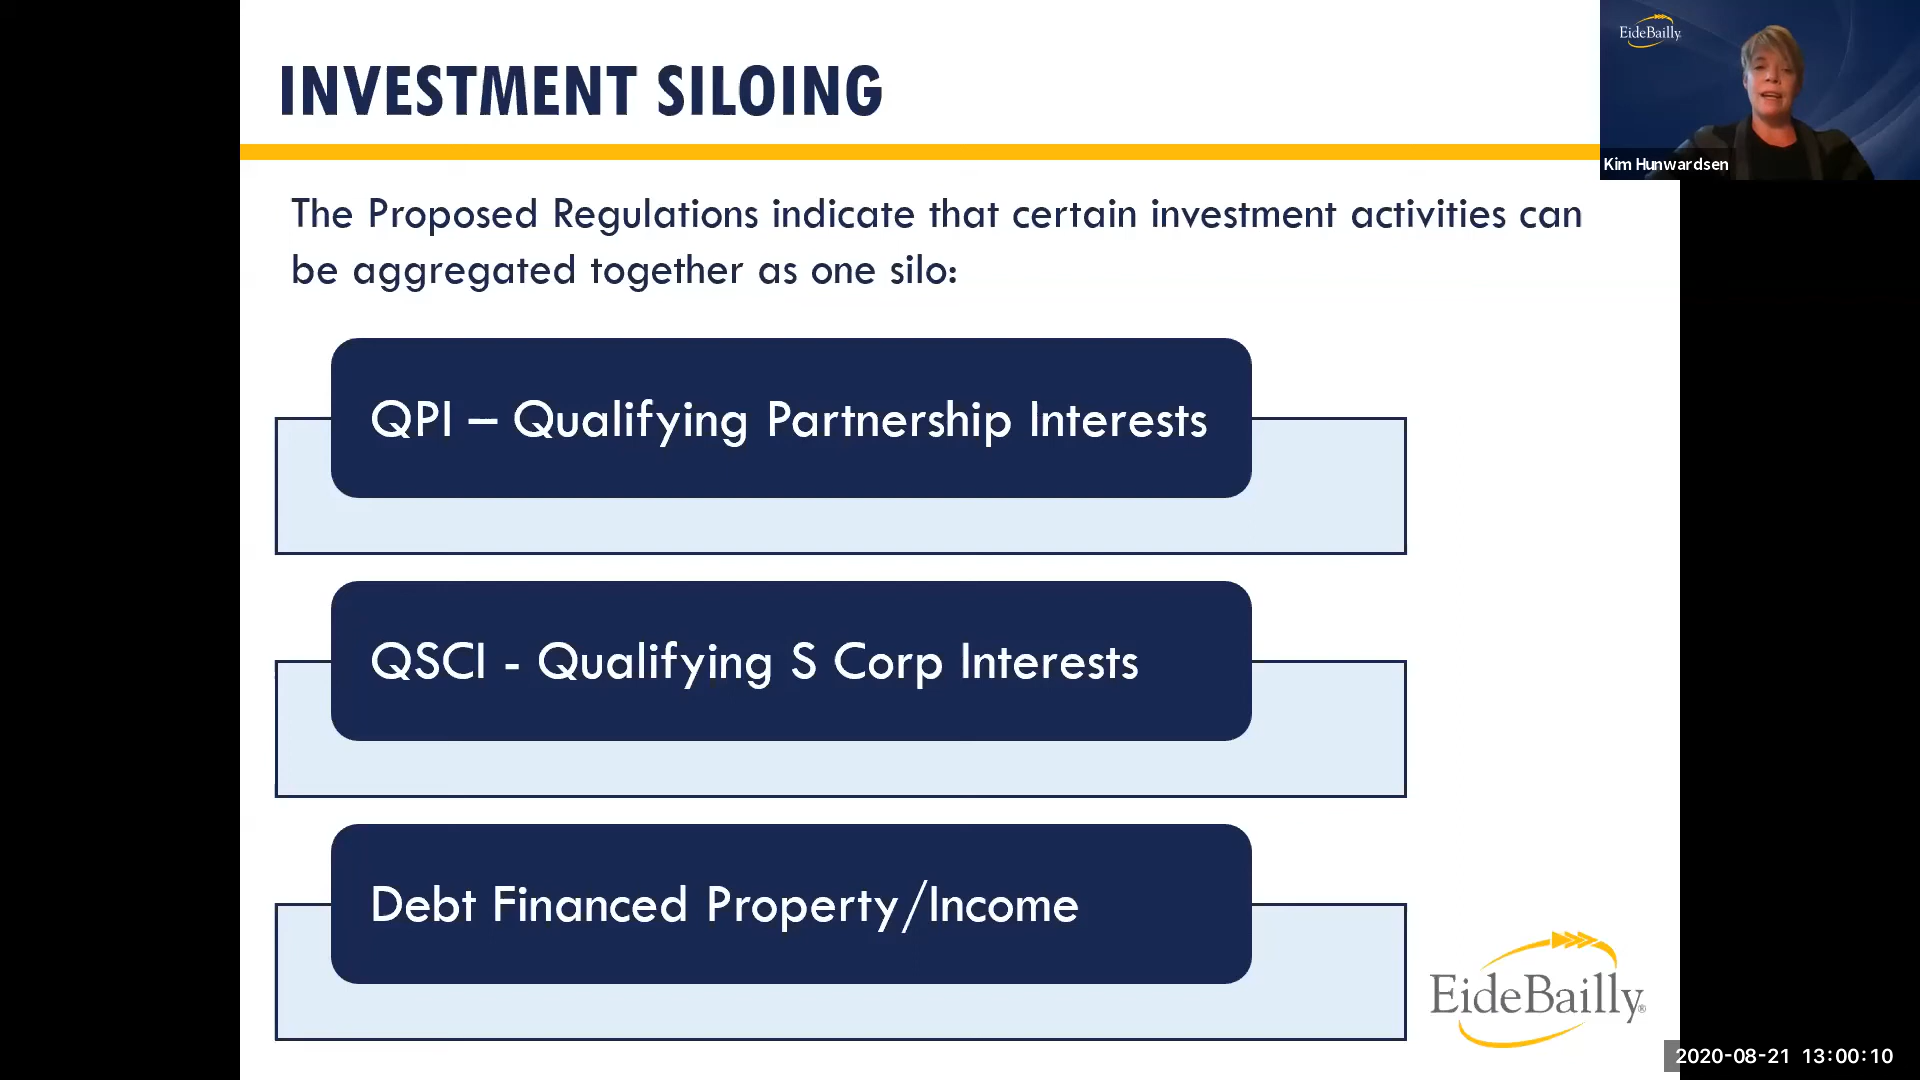 INVESTMENT SILOING
EideBailly
Kim Hunwardsen
The Proposed Regulations indicate that certain investment activities can
be aggregated together as one silo:
QPI – Qualifying Partnership Interests
QSCI - Qualifying S Corp Interests
Debt Financed Property/Income
EideBailly®
2020-08-21 13:00:10